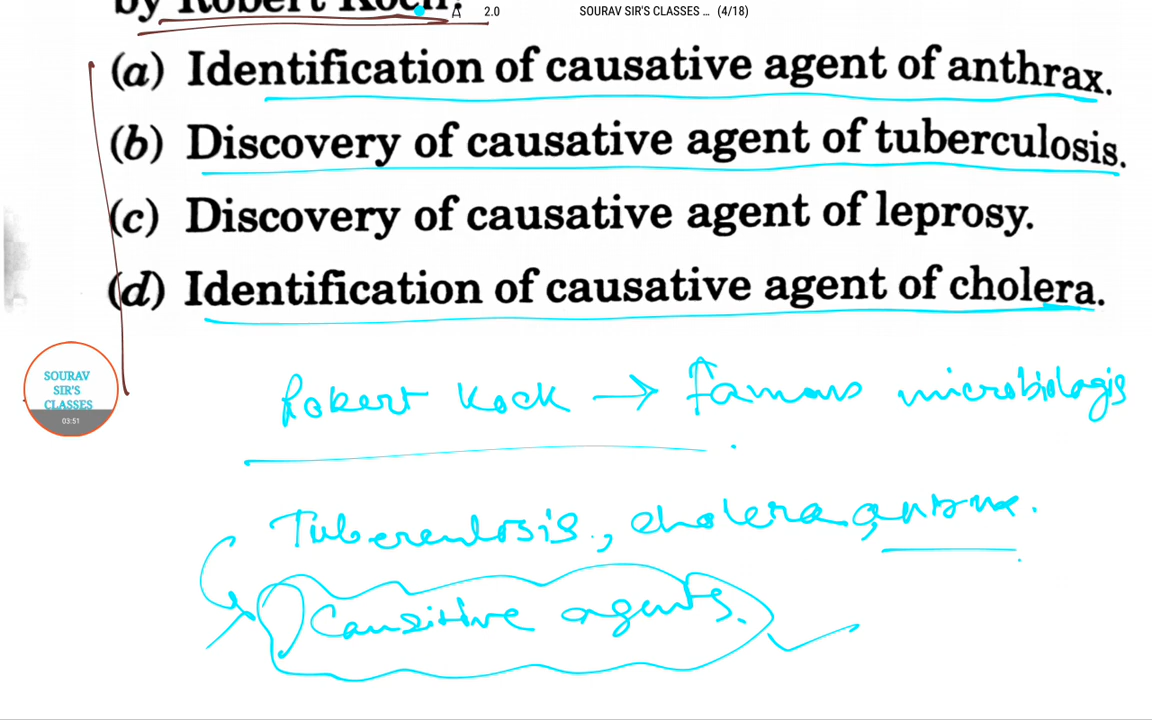 by Robert Koch?
2.0 SOURAV SIR'S CLASSES ... (4/18)
(a) Identification of causative agent of anthrax.
(b) Discovery of causative agent of tuberculosis.
(c) Discovery of causative agent of leprosy.
(d) Identification of causative agent of cholera.
SOURAV
SIR'S
CLASSES
03:51
Robert Kock → famous microbiologis
Tuberculosis, cholera,
Causitive agents.